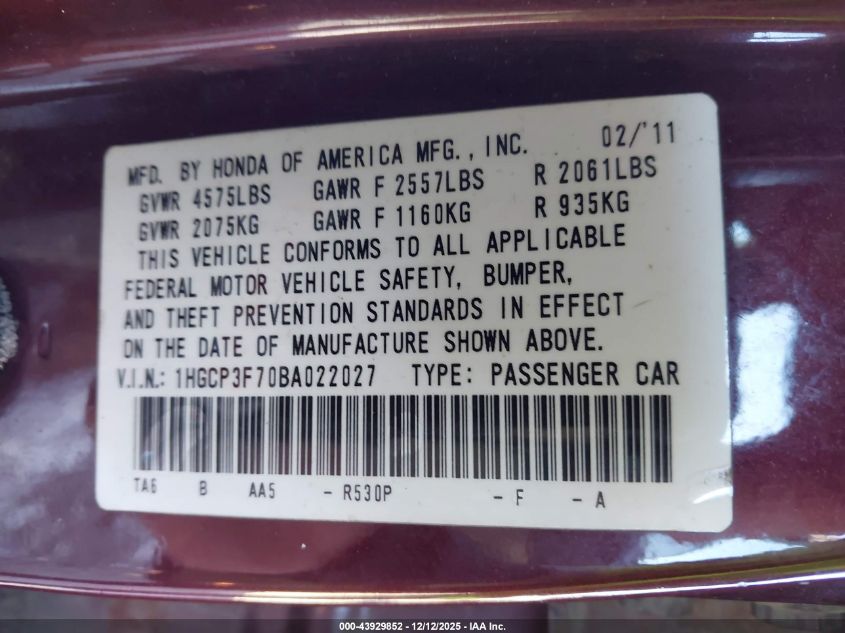 MFD. BY HONDA OF AMERICA MFG., INC. 02/'11
GVWR 4575LBS GAWR F 2557LBS R 2061LBS
GVWR 2075KG GAWR F 1160KG R 935KG
THIS VEHICLE CONFORMS TO ALL APPLICABLE
FEDERAL MOTOR VEHICLE SAFETY, BUMPER,
AND THEFT PREVENTION STANDARDS IN EFFECT
ON THE DATE OF MANUFACTURE SHOWN ABOVE.
V.I.N.: 1HGCP3F70BA022027 TYPE: PASSENGER CAR
TA6 B AA5 - R530P - F - A
000-43929852 - 12/12/2025 - IAA Inc.